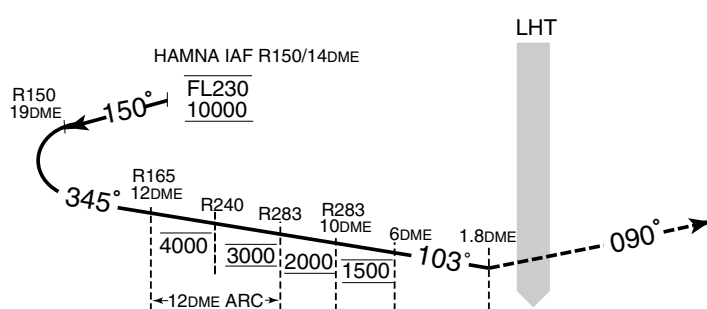 LHT
HAMNA IAF R150/14DME
FL230
10000
R150
19DME
150°
345°
R165
12DME
R240
R283
R283
10DME
6DME
1.8DME
103°
090°
4000
3000
2000
1500
12DME ARC